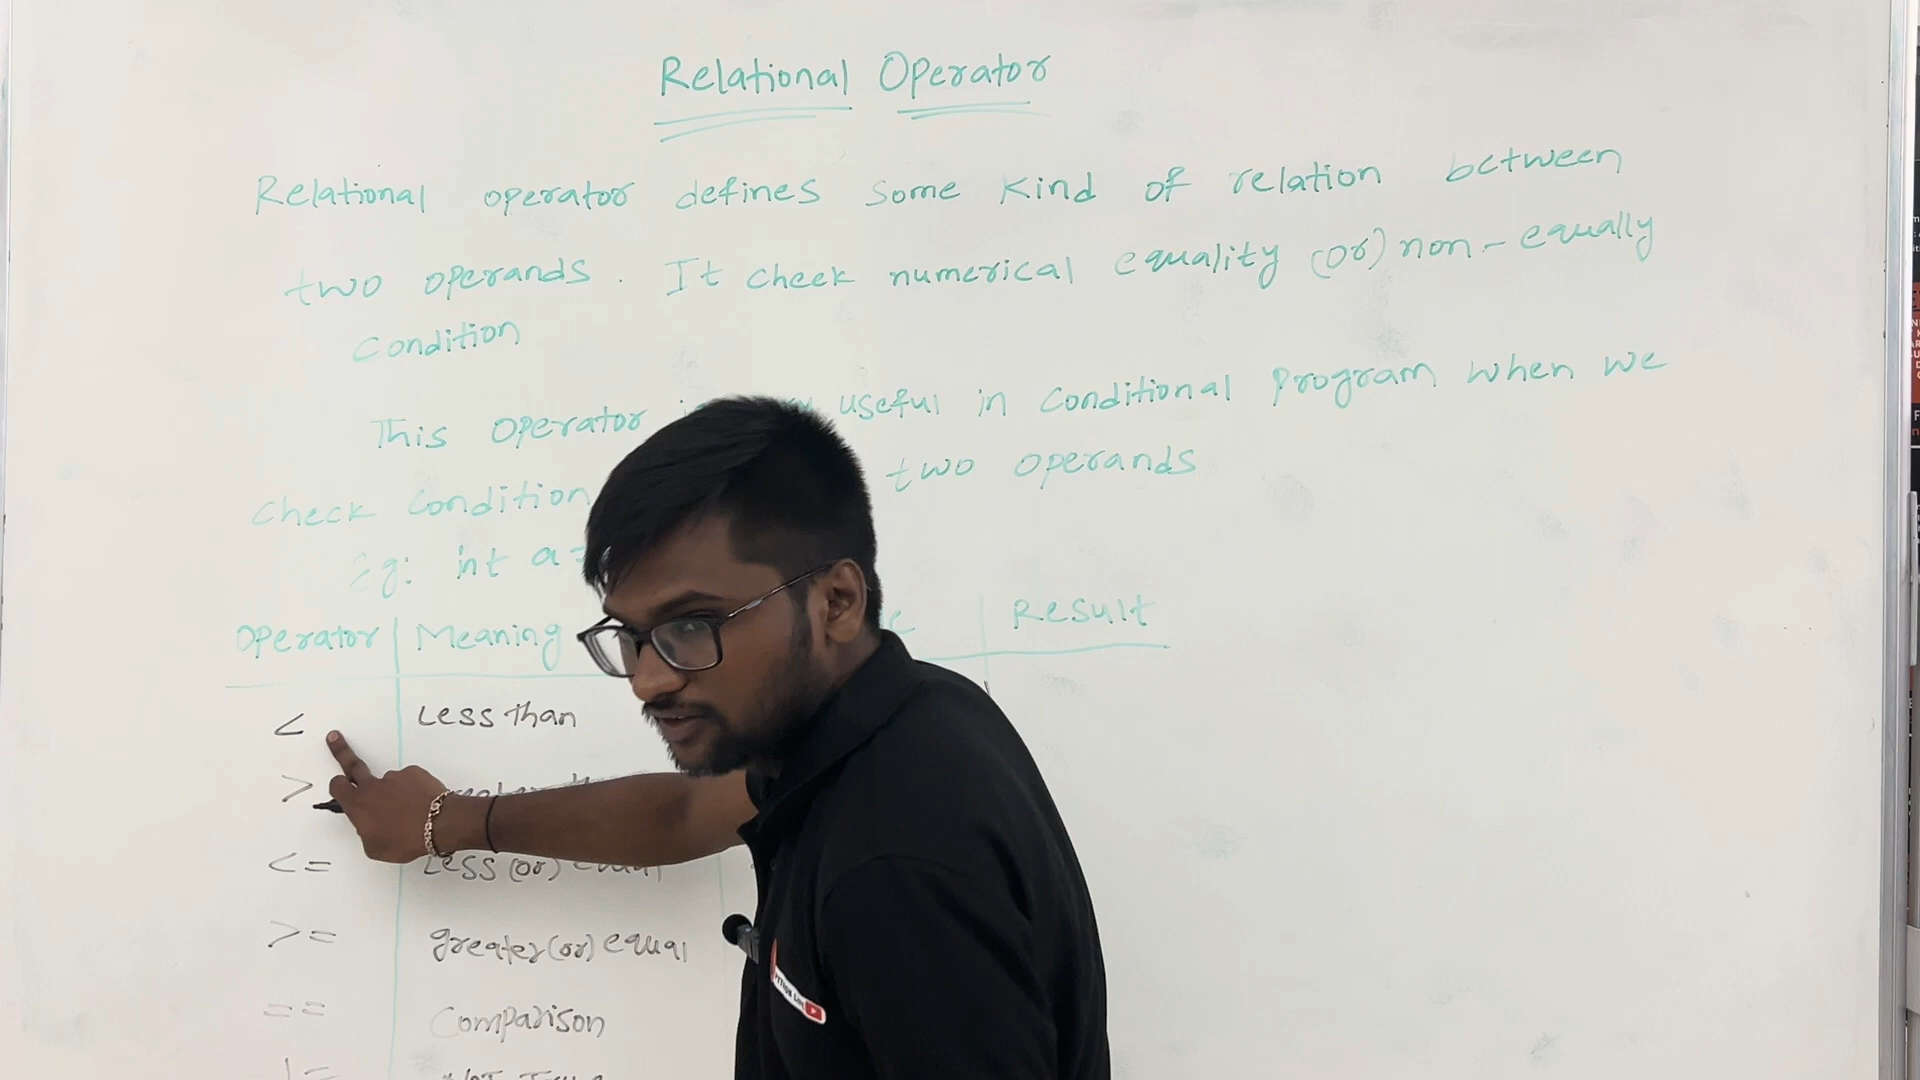 Relational Operator
Relational operator defines some kind of relation between
two operands. It check numerical equality (or) non-equally
condition
This operator useful in conditional program when we
check condition two operands
Eg: int a =
Operator Meaning Result
< Less than
>
<= Less (or) equal
>= greater (or) equal
== Comparison
!=